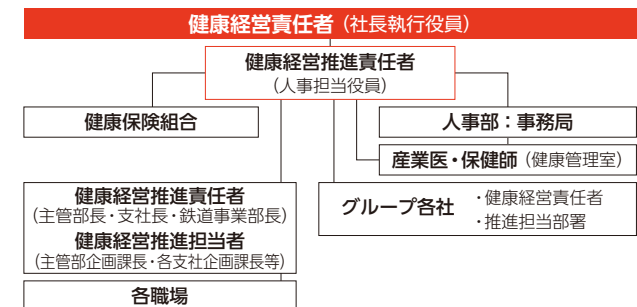 健康経営責任者（社長執行役員）
健康経営推進責任者
（人事担当役員）
健康保険組合
人事部：事務局
産業医・保健師（健康管理室）
健康経営推進責任者
（主管部長・支社長・鉄道事業部長）
健康経営推進担当者
（主管部企画課長・各支社企画課長等）
グループ各社
・健康経営責任者
・推進担当部署
各職場